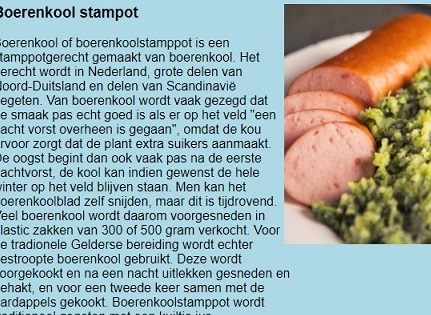 Boerenkool stampot
Boerenkool of boerenkoolstamppot is een
stamppotgerecht gemaakt van boerenkool. Het
gerecht wordt in Nederland, grote delen van
Noord-Duitsland en delen van Scandinavië
gegeten. Van boerenkool wordt vaak gezegd dat
de smaak pas echt goed is als er op het veld "een
nacht vorst overheen is gegaan", omdat de kou
ervoor zorgt dat de plant extra suikers aanmaakt.
De oogst begint dan ook vaak pas na de eerste
nachtvorst, de kool kan indien gewenst de hele
winter op het veld blijven staan. Men kan het
boerenkoolblad zelf snijden, maar dit is tijdrovend.
Veel boerenkool wordt daarom voorgesneden in
plastic zakken van 300 of 500 gram verkocht. Voor
de tradionele Gelderse bereiding wordt echter
gestroopte boerenkool gebruikt. Deze wordt
voorgekookt en na een nacht uitlekken gesneden en
gehakt, en voor een tweede keer samen met de
aardappels gekookt. Boerenkoolstamppot wordt
traditioneel gegeten met een kuiltje jus